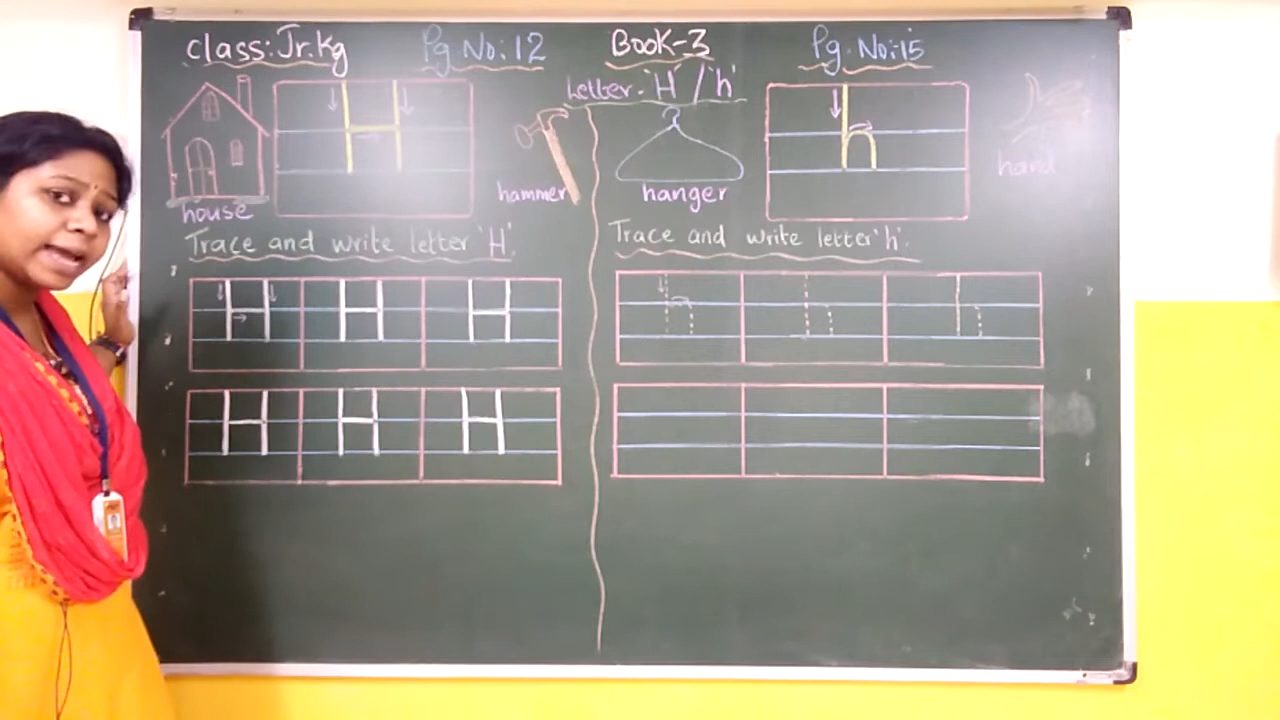 Class: Jr.Kg Pg No: 12 BOOK-3 Pg. No: 15
Letter - 'H' / 'h'
H h
house hammer hanger hand
Trace and write letter 'H'. Trace and write letter 'h'.
H H H h h h
H H H